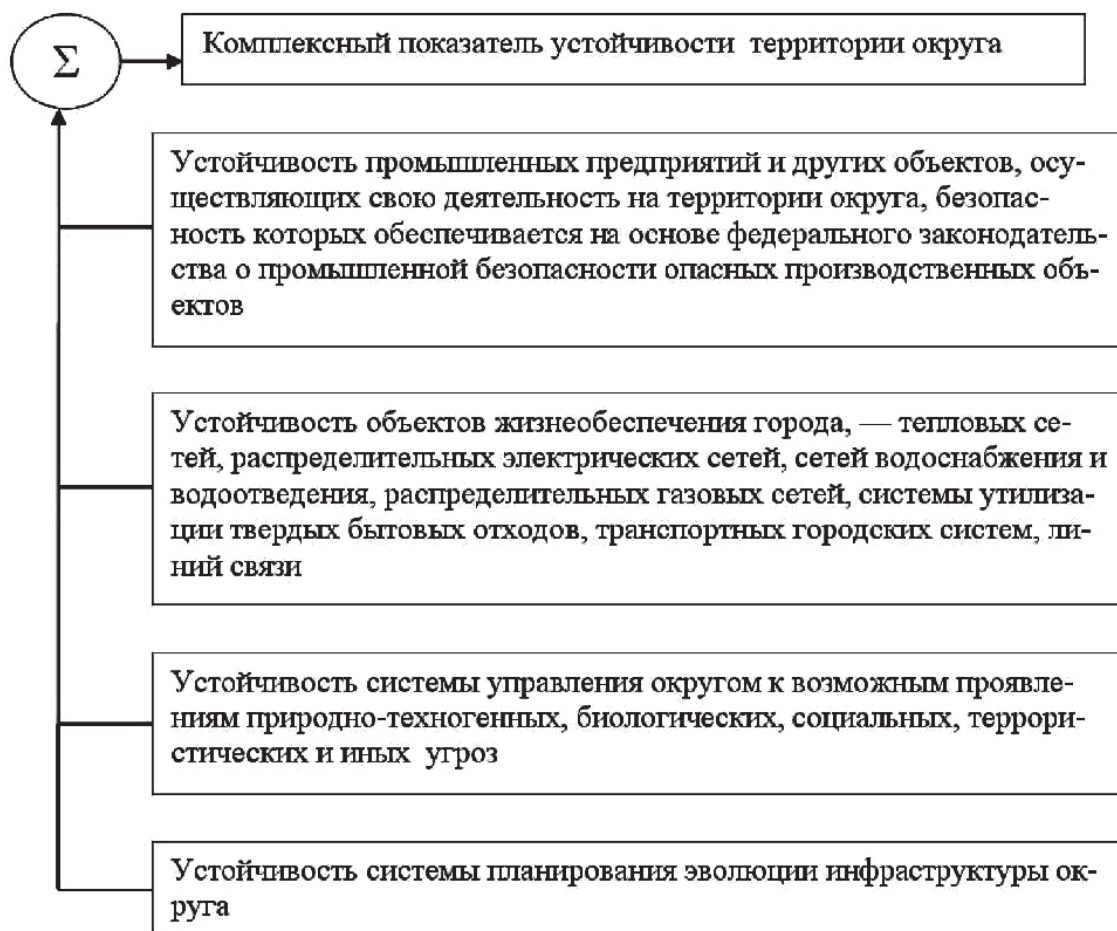 Σ
Комплексный показатель устойчивости территории округа
Устойчивость промышленных предприятий и других объектов, осу-
ществляющих свою деятельность на территории округа, безопас-
ность которых обеспечивается на основе федерального законодатель-
ства о промышленной безопасности опасных производственных объ-
ектов
Устойчивость объектов жизнеобеспечения города, — тепловых се-
тей, распределительных электрических сетей, сетей водоснабжения и
водоотведения, распределительных газовых сетей, системы утилиза-
ции твердых бытовых отходов, транспортных городских систем, ли-
ний связи
Устойчивость системы управления округом к возможным проявле-
ниям природно-техногенных, биологических, социальных, террори-
стических и иных угроз
Устойчивость системы планирования эволюции инфраструктуры ок-
руга